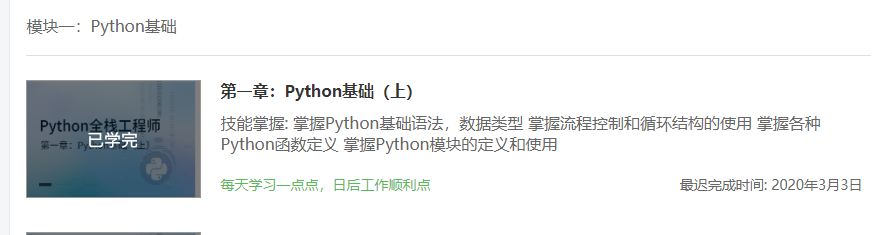 模块一：Python基础
第一章：Python基础（上）
技能掌握: 掌握Python基础语法，数据类型 掌握流程控制和循环结构的使用 掌握各种
Python函数定义 掌握Python模块的定义和使用
Python全栈工程师
已学完
每天学习一点点，日后工作顺利点
最迟完成时间: 2020年3月3日